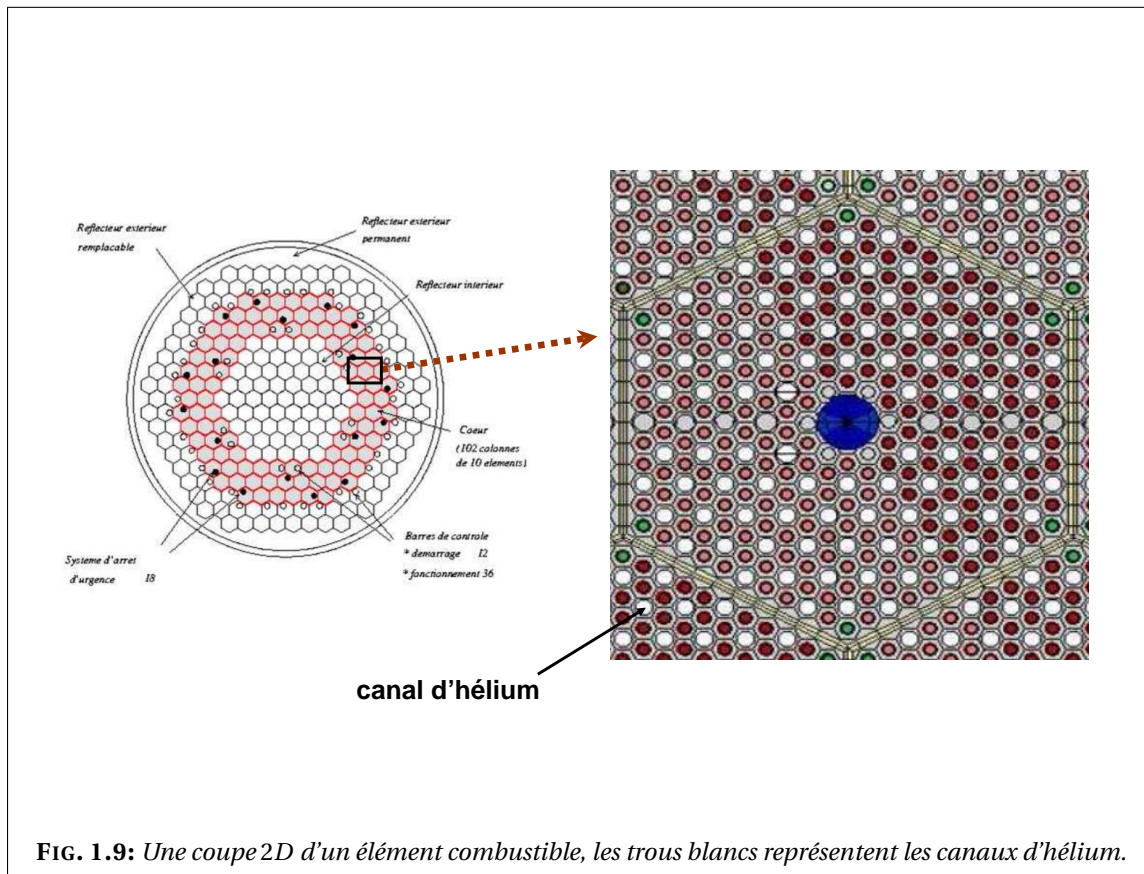 Reflecteur exterieur
remplacable
Reflecteur exterieur
permanent
Reflecteur interieur
Coeur
(102 colonnes
de 10 elements)
Barres de controle
* demarrage 12
* fonctionnement 36
Systeme d'arret
d'urgence 18
canal d'hélium
FIG. 1.9: Une coupe 2D d'un élément combustible, les trous blancs représentent les canaux d'hélium.